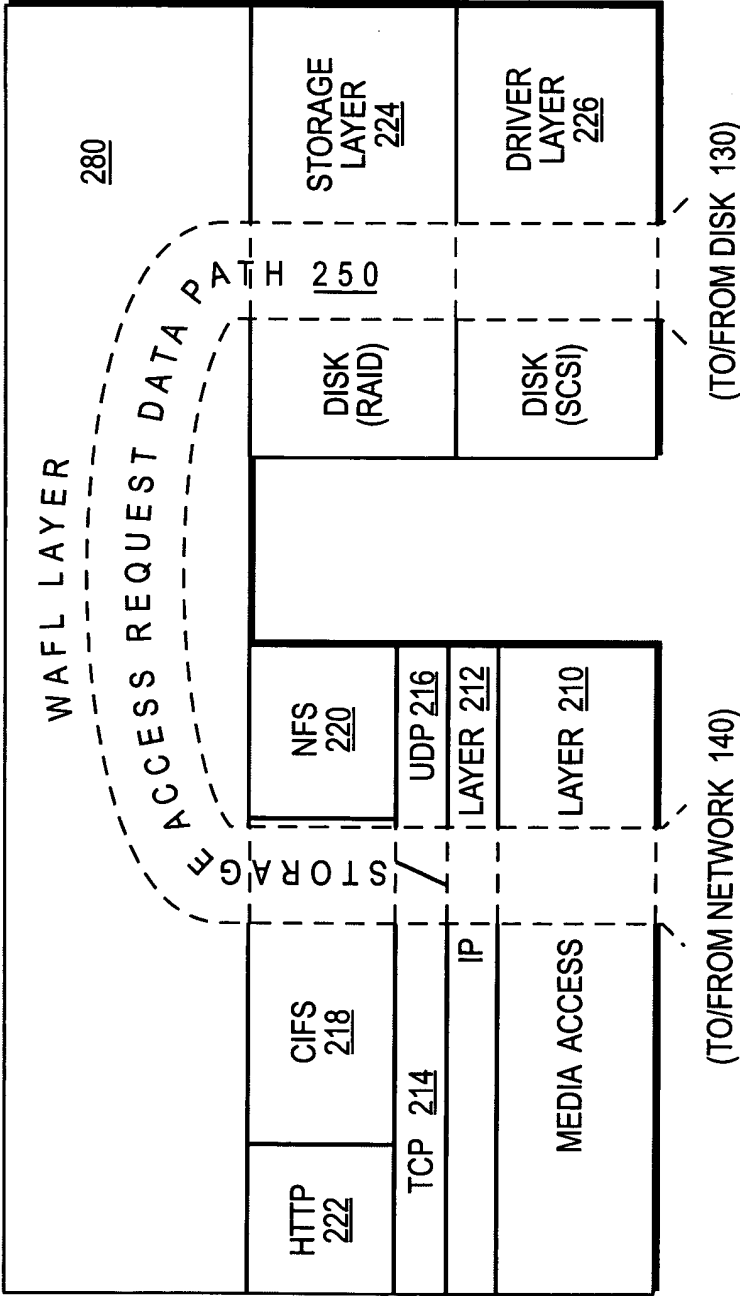 WAFL LAYER
280
STORAGE ACCESS REQUEST DATA PATH 250
HTTP
222
CIFS
218
NFS
220
DISK
(RAID)
STORAGE
LAYER
224
TCP 214
UDP 216
IP
LAYER 212
MEDIA ACCESS
LAYER 210
DISK
(SCSI)
DRIVER
LAYER
226
(TO/FROM NETWORK 140)
(TO/FROM DISK 130)